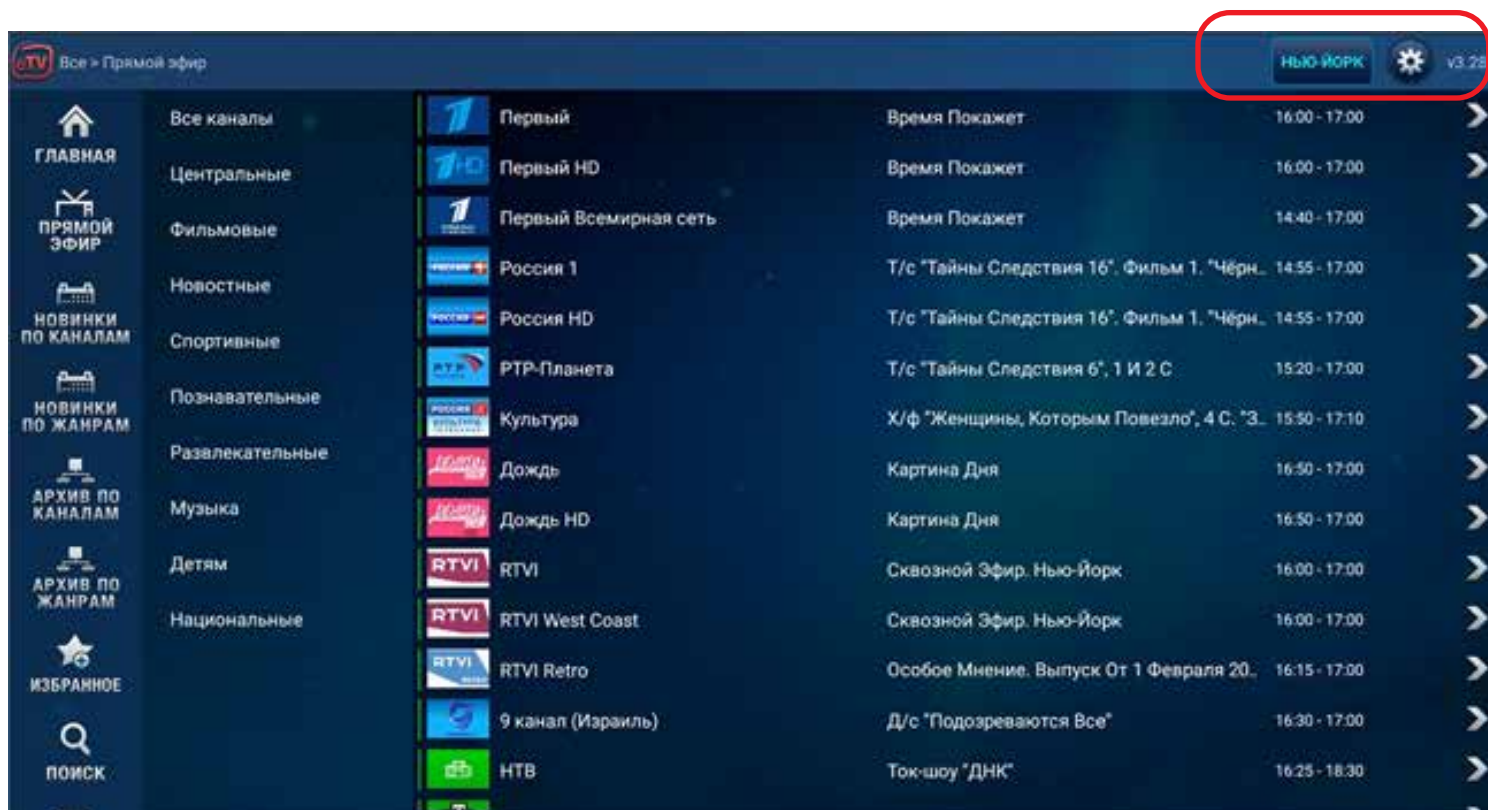 eTV Все > Прямой эфир
НЬЮ-ЙОРК v3.28
ГЛАВНАЯ
ПРЯМОЙ
ЭФИР
НОВИНКИ
ПО КАНАЛАМ
НОВИНКИ
ПО ЖАНРАМ
АРХИВ ПО
КАНАЛАМ
АРХИВ ПО
ЖАНРАМ
ИЗБРАННОЕ
ПОИСК
Все каналы
Центральные
Фильмовые
Новостные
Спортивные
Познавательные
Развлекательные
Музыка
Детям
Национальные
Первый Время Покажет 16:00 - 17:00
HD Первый HD Время Покажет 16:00 - 17:00
Первый Всемирная сеть Время Покажет 14:40 - 17:00
РОССИЯ 1 Россия 1 Т/с "Тайны Следствия 16". Фильм 1. "Чёрн... 14:55 - 17:00
РОССИЯ Россия HD Т/с "Тайны Следствия 16". Фильм 1. "Чёрн... 14:55 - 17:00
РТР РТР-Планета Т/с "Тайны Следствия 6", 1 И 2 С 15:20 - 17:00
РОССИЯ Культура Х/ф "Женщины, Которым Повезло", 4 С. "З... 15:50 - 17:10
Дождь Картина Дня 16:50 - 17:00
Дождь HD Картина Дня 16:50 - 17:00
RTVI RTVI Сквозной Эфир. Нью-Йорк 16:00 - 17:00
RTVI RTVI West Coast Сквозной Эфир. Нью-Йорк 16:00 - 17:00
RTVI RTVI Retro Особое Мнение. Выпуск От 1 Февраля 20... 16:15 - 17:00
9 канал (Израиль) Д/с "Подозреваются Все" 16:30 - 17:00
НТВ Ток-шоу "ДНК" 16:25 - 18:30